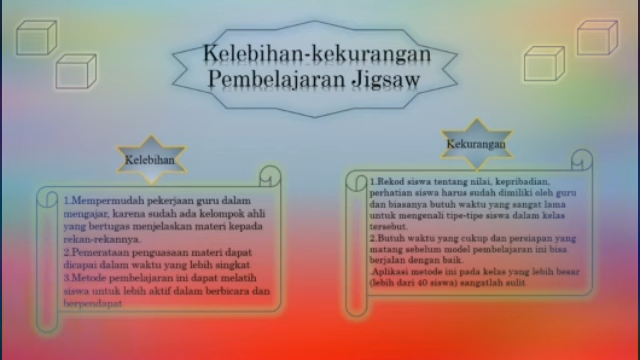 Kelebihan-kekurangan
Pembelajaran Jigsaw
Kelebihan
1.Mempermudah pekerjaan guru dalam
mengajar, karena sudah ada kelompok ahli
yang bertugas menjelaskan materi kepada
rekan-rekannya.
2.Pemerataan penguasaan materi dapat
dicapai dalam waktu yang lebih singkat
3.Metode pembelajaran ini dapat melatih
siswa untuk lebih aktif dalam berbicara dan
berpendapat
Kekurangan
1.Rekod siswa tentang nilai, kepribadian,
perhatian siswa harus sudah dimiliki oleh guru
dan biasanya butuh waktu yang sangat lama
untuk mengenali tipe-tipe siswa dalam kelas
tersebut.
2.Butuh waktu yang cukup dan persiapan yang
matang sebelum model pembelajaran ini bisa
berjalan dengan baik.
.Aplikasi metode ini pada kelas yang lebih besar
(lebih dari 40 siswa) sangatlah sulit.